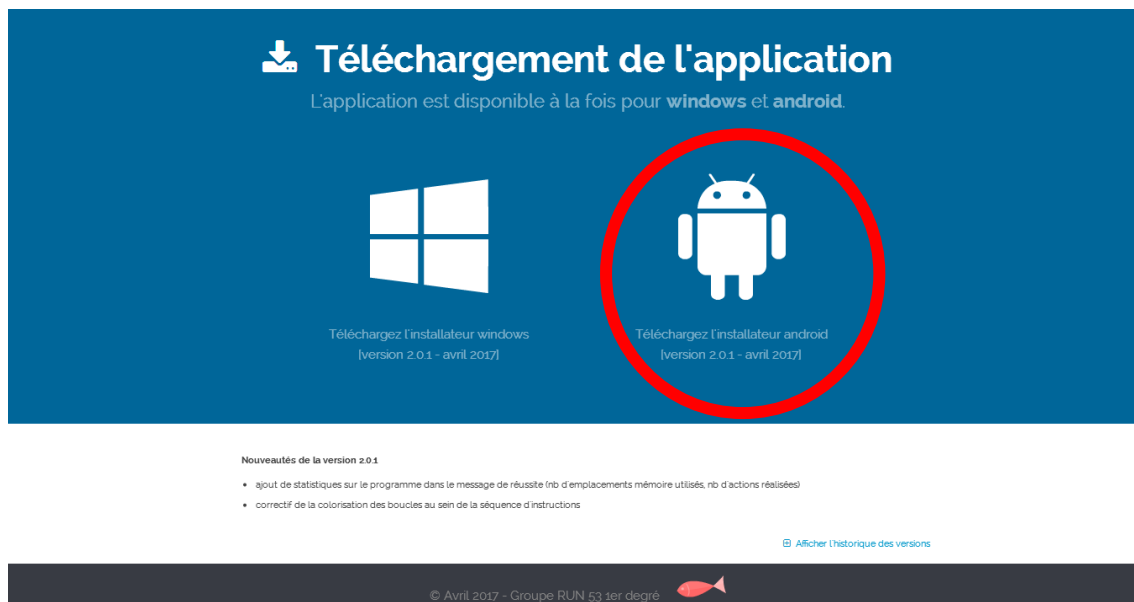 Téléchargement de l'application
L'application est disponible à la fois pour windows et android.
Téléchargez l'installateur windows
[version 2.0.1 - avril 2017]
Téléchargez l'installateur android
[version 2.0.1 - avril 2017]
Nouveautés de la version 2.0.1
• ajout de statistiques sur le programme dans le message de réussite (nb d'emplacements mémoire utilisés, nb d'actions réalisées)
• correctif de la colorisation des boucles au sein de la séquence d'instructions
Afficher l'historique des versions
© Avril 2017 - Groupe RUN 53 1er degré